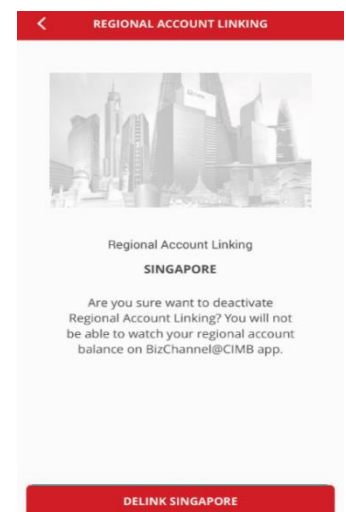 REGIONAL ACCOUNT LINKING
Regional Account Linking
SINGAPORE
Are you sure want to deactivate
Regional Account Linking? You will not
be able to watch your regional account
balance on BizChannel@CIMB app.
DELINK SINGAPORE